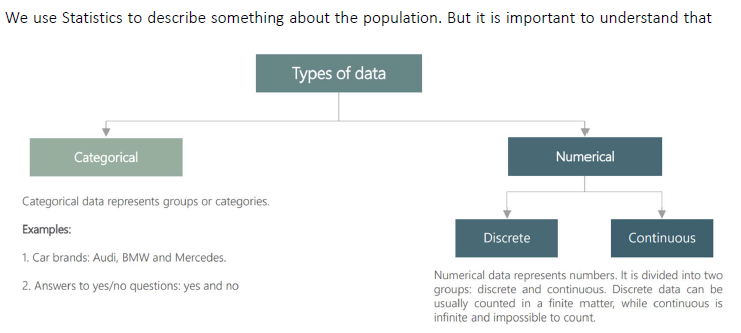 We use Statistics to describe something about the population. But it is important to understand that
Types of data
Categorical
Numerical
Categorical data represents groups or categories.
Examples:
1. Car brands: Audi, BMW and Mercedes.
2. Answers to yes/no questions: yes and no
Discrete
Continuous
Numerical data represents numbers. It is divided into two
groups: discrete and continuous. Discrete data can be
usually counted in a finite matter, while continuous is
infinite and impossible to count.